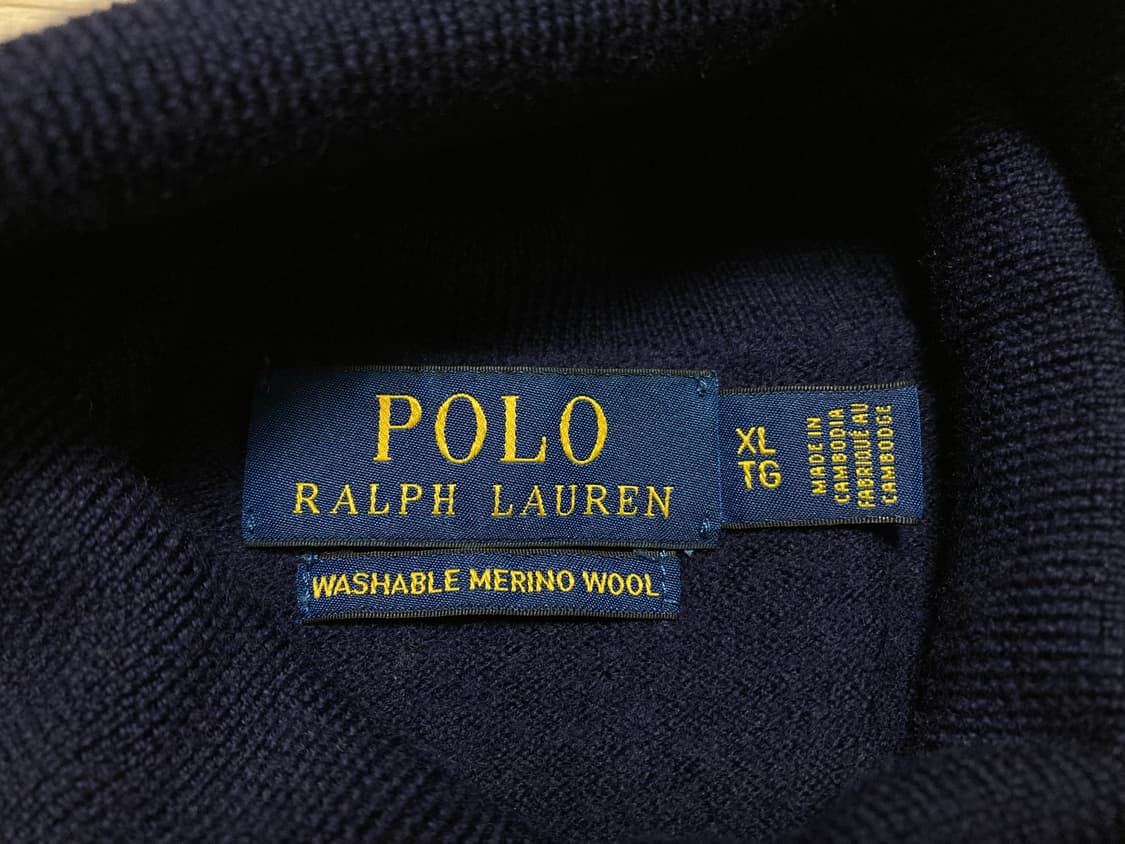 POLO
RALPH LAUREN
XL
TG
MADE IN
CAMBODIA
FABRIQUÉ AU
CAMBODGE
WASHABLE MERINO WOOL